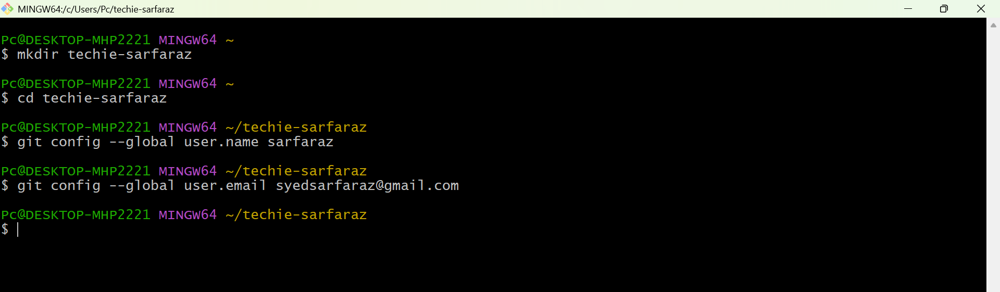 MINGW64:/c/Users/Pc/techie-sarfaraz
Pc@DESKTOP-MHP2221 MINGW64 ~
$ mkdir techie-sarfaraz
Pc@DESKTOP-MHP2221 MINGW64 ~
$ cd techie-sarfaraz
Pc@DESKTOP-MHP2221 MINGW64 ~/techie-sarfaraz
$ git config --global user.name sarfaraz
Pc@DESKTOP-MHP2221 MINGW64 ~/techie-sarfaraz
$ git config --global user.email syedsarfaraz@gmail.com
Pc@DESKTOP-MHP2221 MINGW64 ~/techie-sarfaraz
$